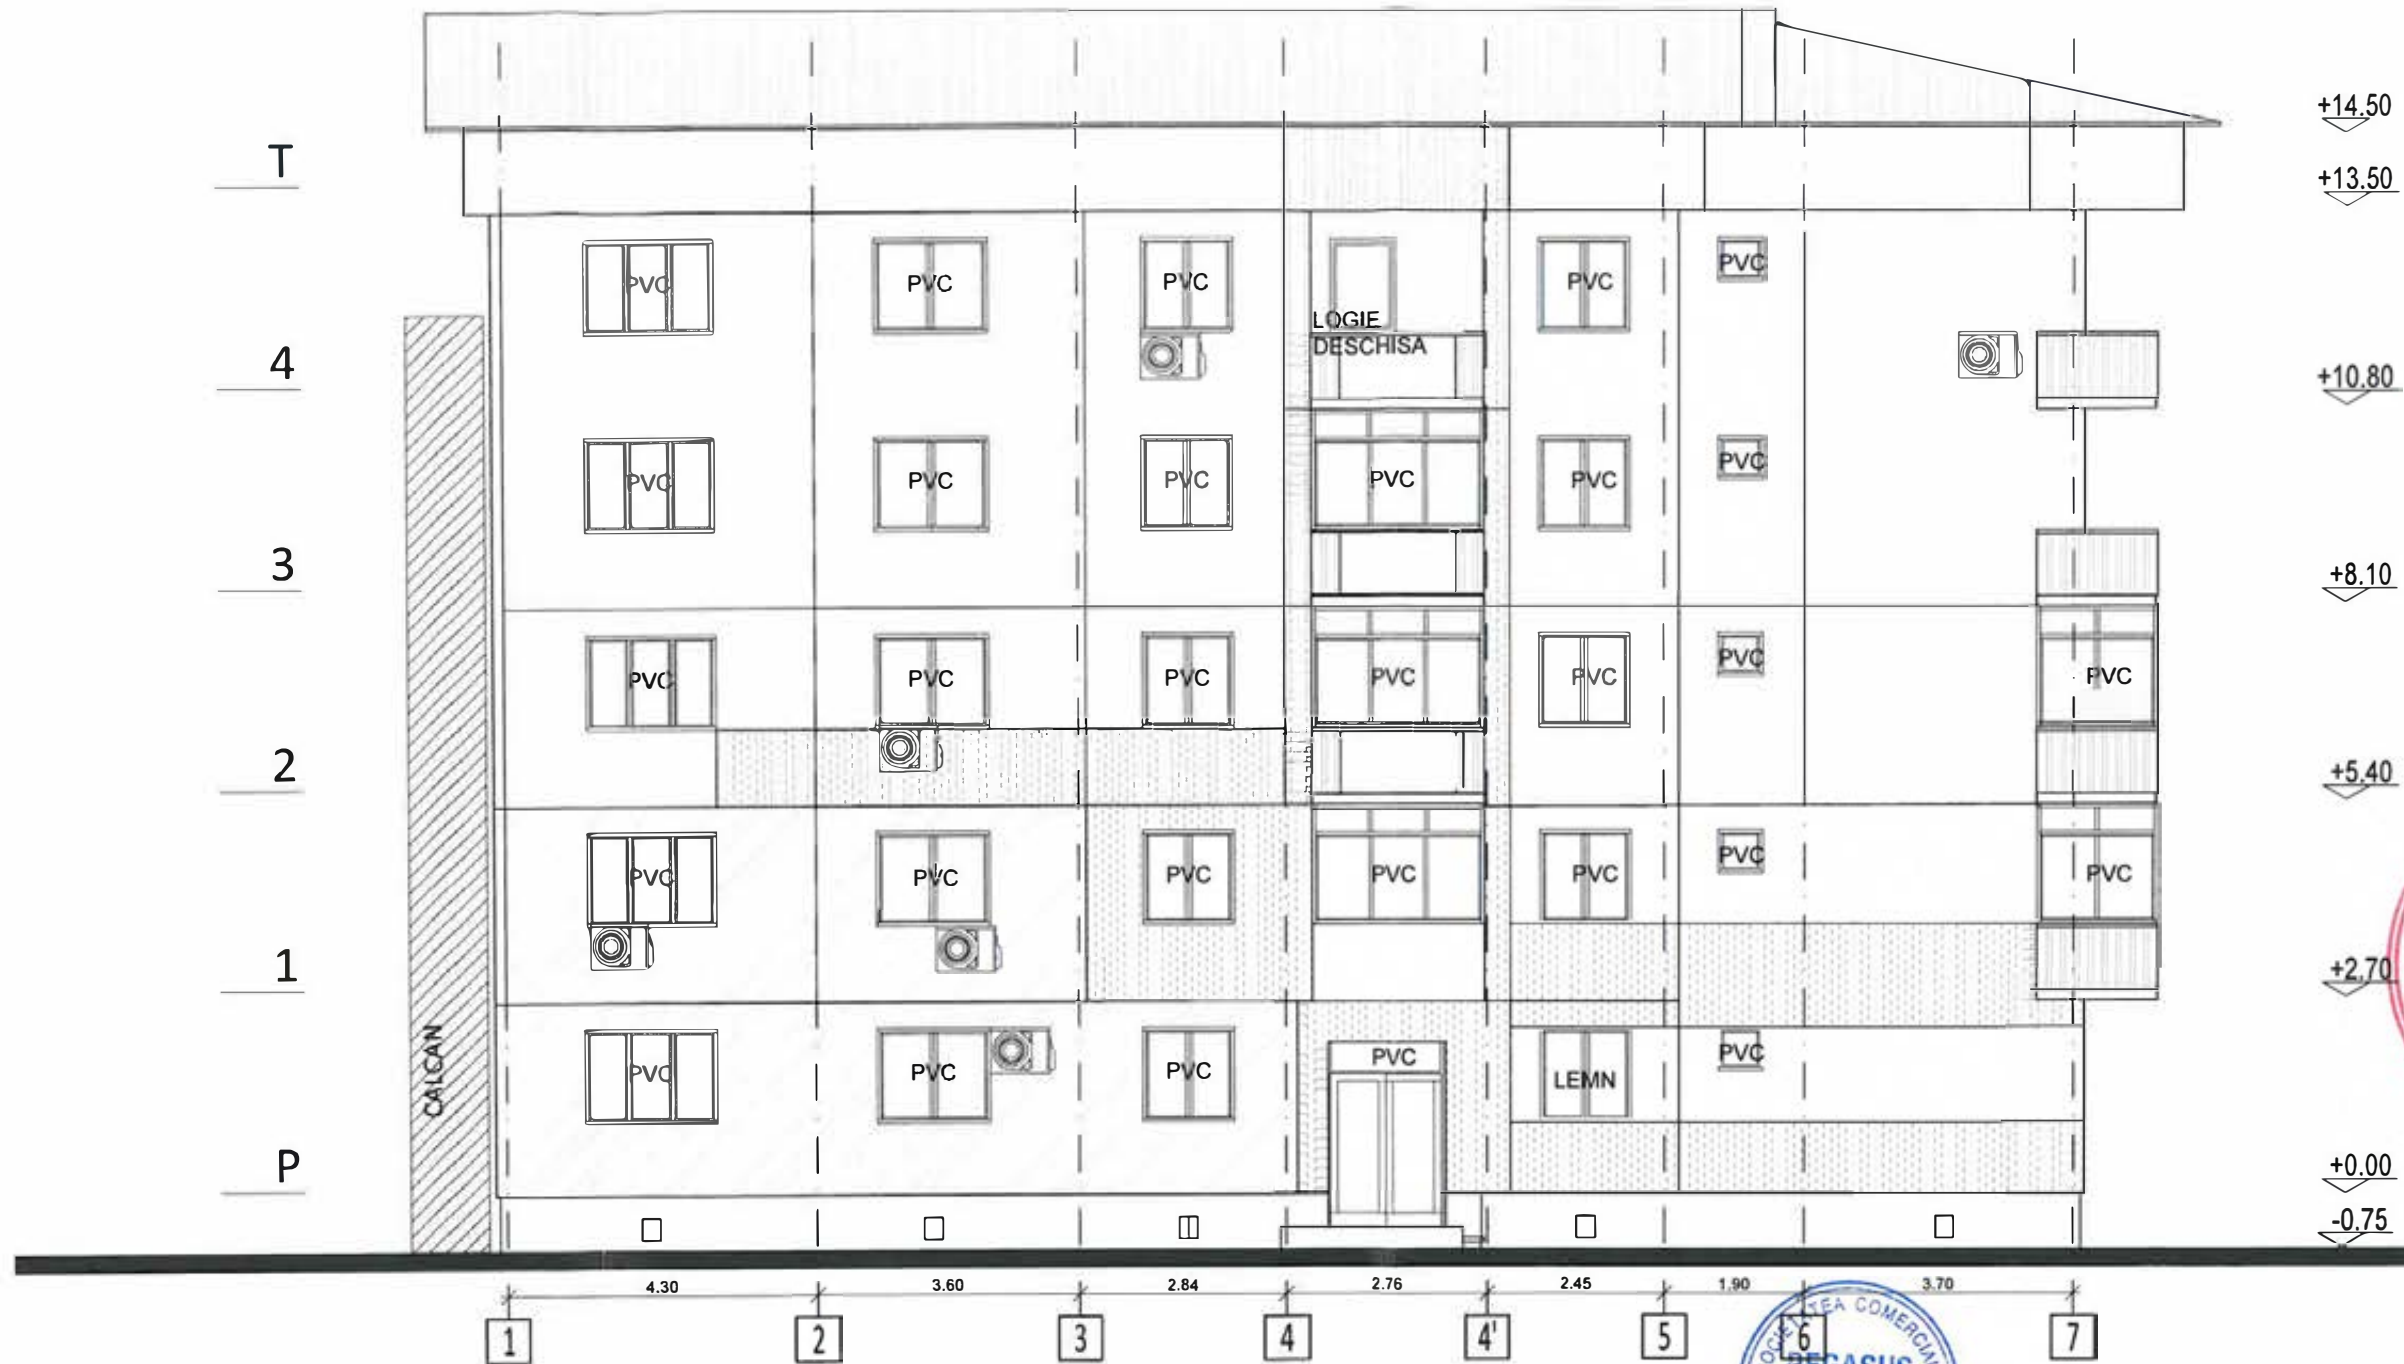 +14.50
T
+13.50
PVC PVC PVC PVC PVC
LOGIE
DESCHISA
4
+10.80
PVC PVC PVC PVC PVC PVC
3
+8.10
PVC PVC PVC PVC PVC PVC PVC
2
+5.40
PVC PVC PVC PVC PVC PVC PVC
1
+2.70
CALCAN
PVC PVC PVC PVC LEMN PVC
P
+0.00
-0.75
4.30 3.60 2.84 2.76 2.45 1.90 3.70
1 2 3 4 4' 5 6 7
PEGASUS